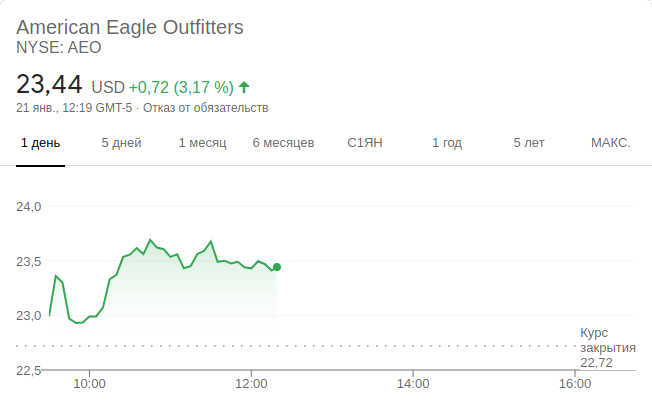 American Eagle Outfitters
NYSE: AEO
23,44 USD +0,72 (3,17 %)
21 янв., 12:19 GMT-5 · Отказ от обязательств
1 день 5 дней 1 месяц 6 месяцев С1ЯН 1 год 5 лет МАКС.
24,0
23,5
23,0
Курс
закрытия
22,72
22,5
10:00 12:00 14:00 16:00